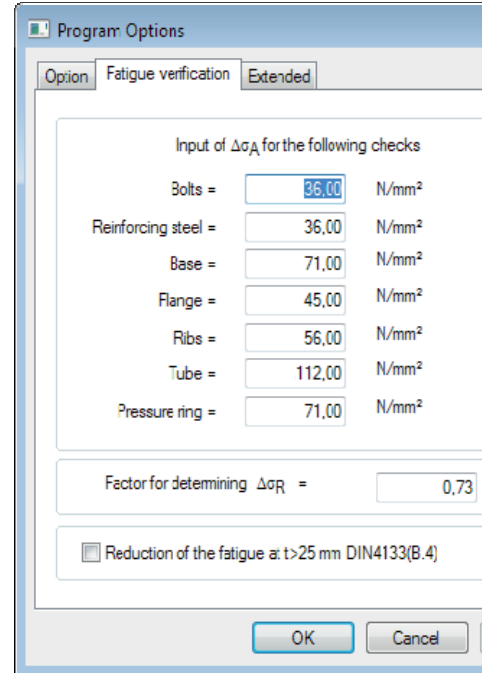 Program Options
Option Fatigue verification Extended
Input of ΔσA for the following checks
Bolts = 36,00 N/mm²
Reinforcing steel = 36,00 N/mm²
Base = 71,00 N/mm²
Flange = 45,00 N/mm²
Ribs = 56,00 N/mm²
Tube = 112,00 N/mm²
Pressure ring = 71,00 N/mm²
Factor for determining ΔσR = 0,73
Reduction of the fatigue at t>25 mm DIN4133(B.4)
OK Cancel